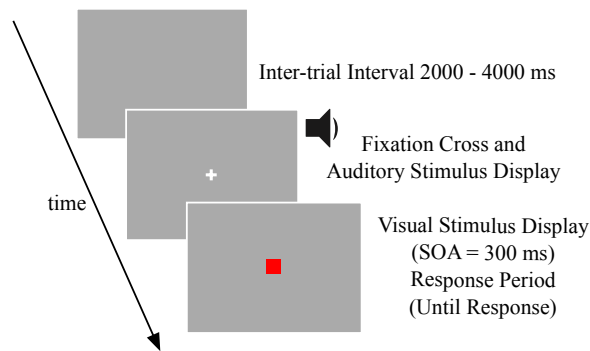 Inter-trial Interval 2000 - 4000 ms
Fixation Cross and
Auditory Stimulus Display
time
Visual Stimulus Display
(SOA = 300 ms)
Response Period
(Until Response)